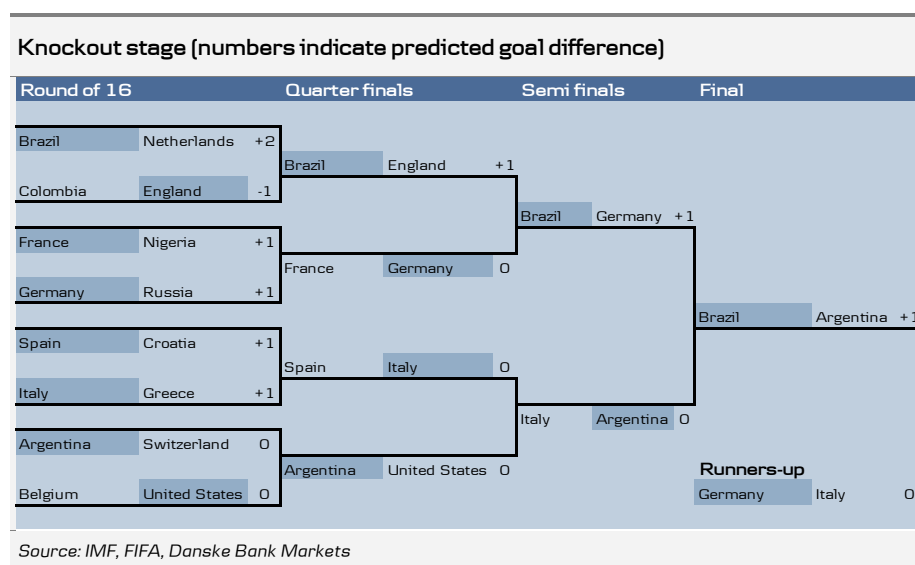 Knockout stage (numbers indicate predicted goal difference)
Round of 16 Quarter finals Semi finals Final
Brazil Netherlands +2
Brazil England +1
Colombia England -1
Brazil Germany +1
France Nigeria +1
France Germany 0
Germany Russia +1
Brazil Argentina +1
Spain Croatia +1
Spain Italy 0
Italy Greece +1
Italy Argentina 0
Argentina Switzerland 0
Argentina United States 0
Runners-up
Belgium United States 0
Germany Italy 0
Source: IMF, FIFA, Danske Bank Markets